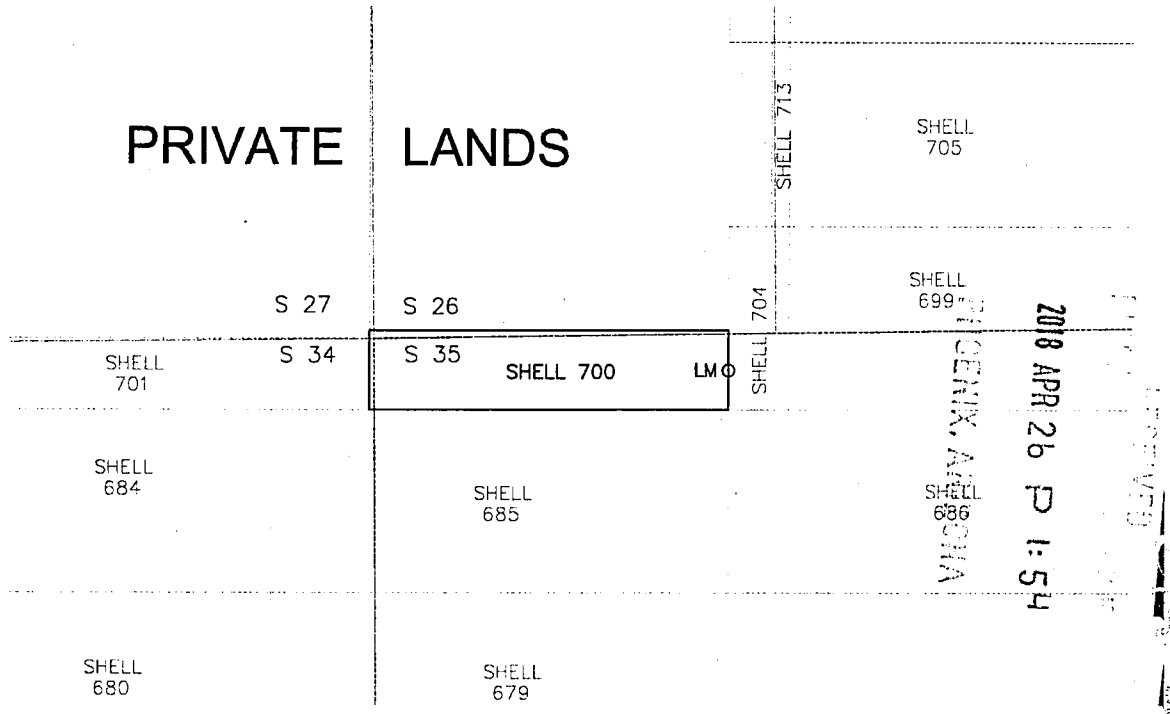 PRIVATE LANDS
SHELL 713
SHELL
705
S 27
S 26
SHELL
699
SHELL 704
SHELL
701
S 34
S 35
SHELL 700
LM
SHELL
684
SHELL
685
SHELL
686
SHELL
680
SHELL
679
2018 APR 26 P 1:54